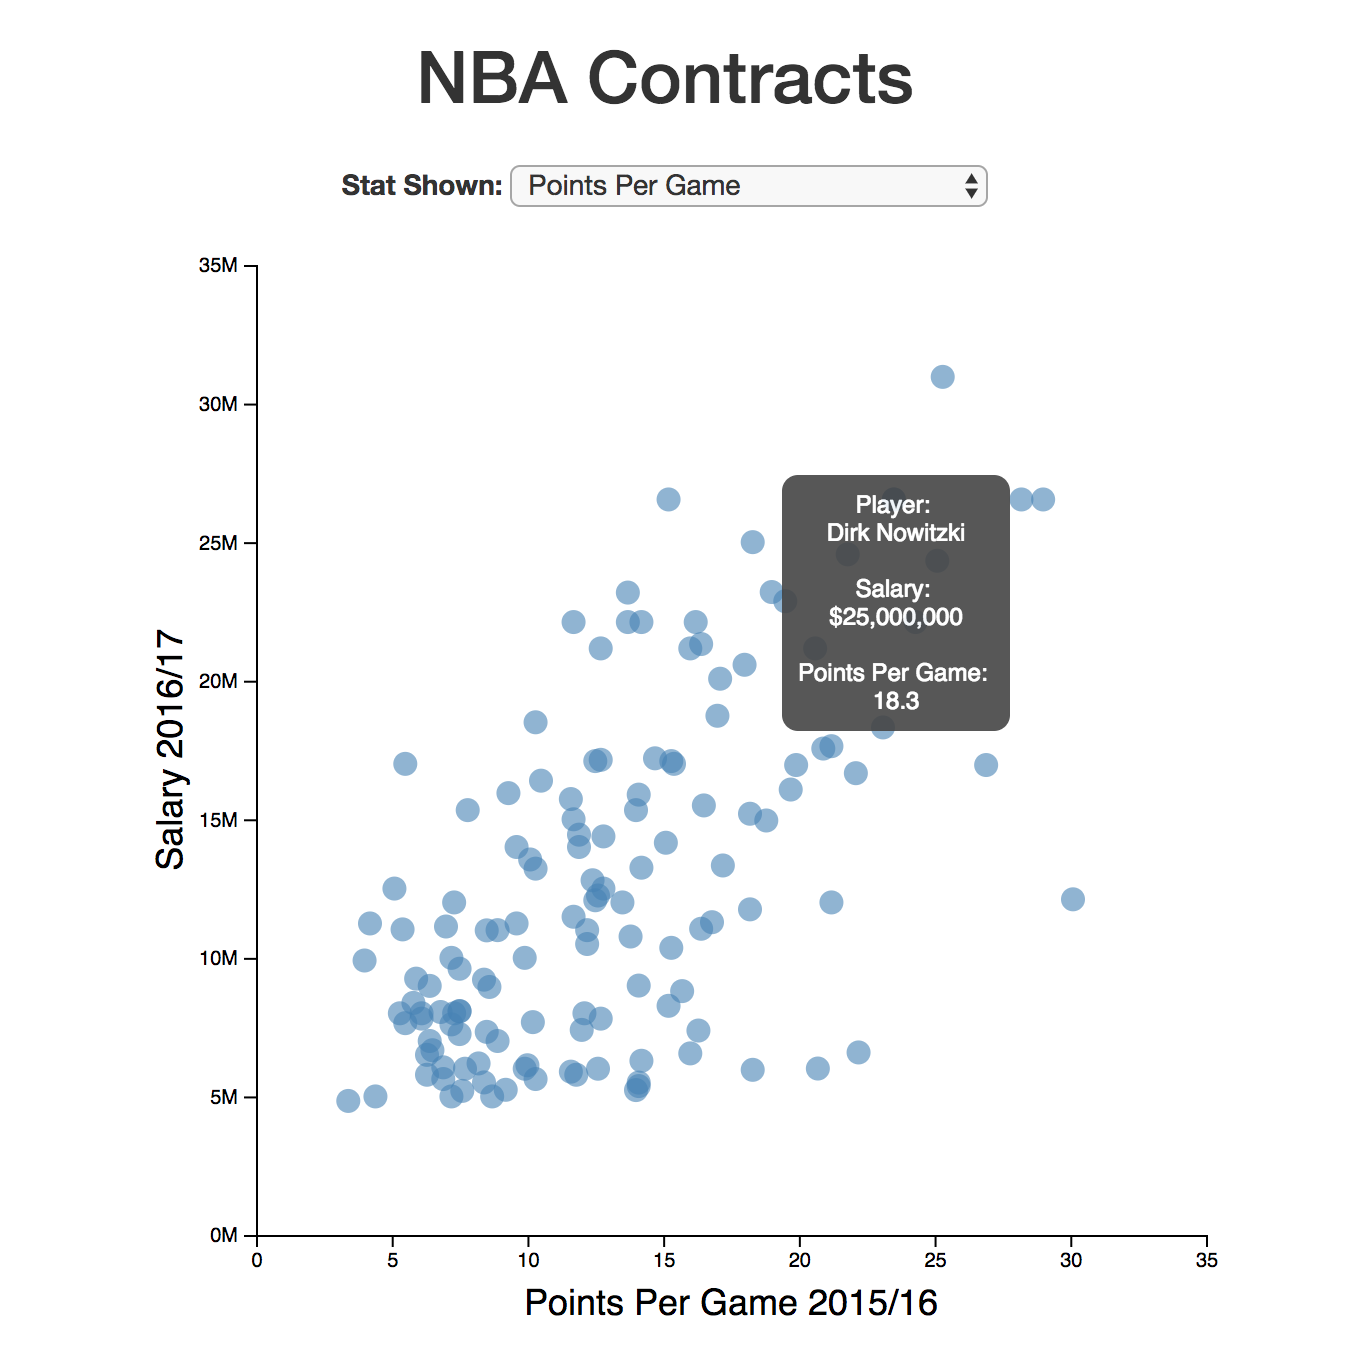 NBA Contracts
Stat Shown: Points Per Game
35M
30M
25M
20M
15M
10M
5M
0M
Salary 2016/17
Player:
Dirk Nowitzki
Salary:
$25,000,000
Points Per Game:
18.3
0 5 10 15 20 25 30 35
Points Per Game 2015/16